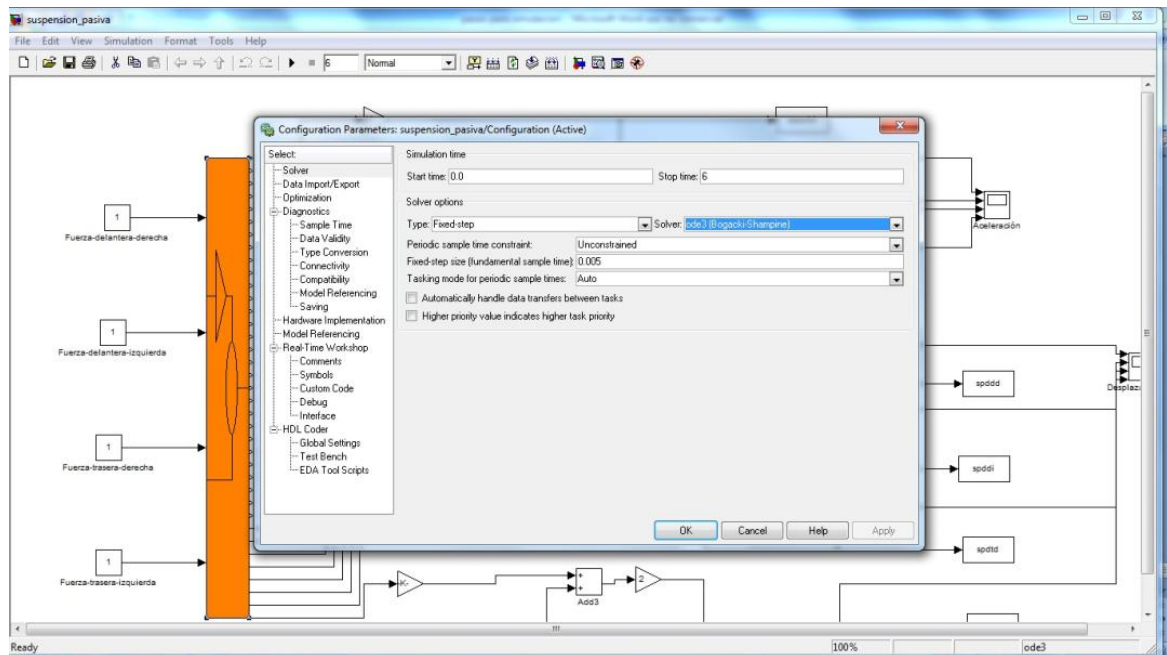 suspension_pasiva
File Edit View Simulation Format Tools Help
6 Normal
Configuration Parameters: suspension_pasiva/Configuration (Active)
Select:
Solver
Data Import/Export
Optimization
Diagnostics
Sample Time
Data Validity
Type Conversion
Connectivity
Compatibility
Model Referencing
Saving
Hardware Implementation
Model Referencing
Real-Time Workshop
Comments
Symbols
Custom Code
Debug
Interface
HDL Coder
Global Settings
Test Bench
EDA Tool Scripts
Simulation time
Start time: 0.0 Stop time: 6
Solver options
Type: Fixed-step Solver: ode3 (Bogacki-Shampine)
Periodic sample time constraint: Unconstrained
Fixed-step size (fundamental sample time): 0.005
Tasking mode for periodic sample times: Auto
Automatically handle data transfers between tasks
Higher priority value indicates higher task priority
OK Cancel Help Apply
1
Fuerza-delantera-derecha
1
Fuerza-delantera-izquierda
1
Fuerza-trasera-derecha
1
Fuerza-trasera-izquierda
Aceleración
Desplaz
spddd
spddi
spdtd
-K-
+
+
Add3
2
Ready 100% ode3